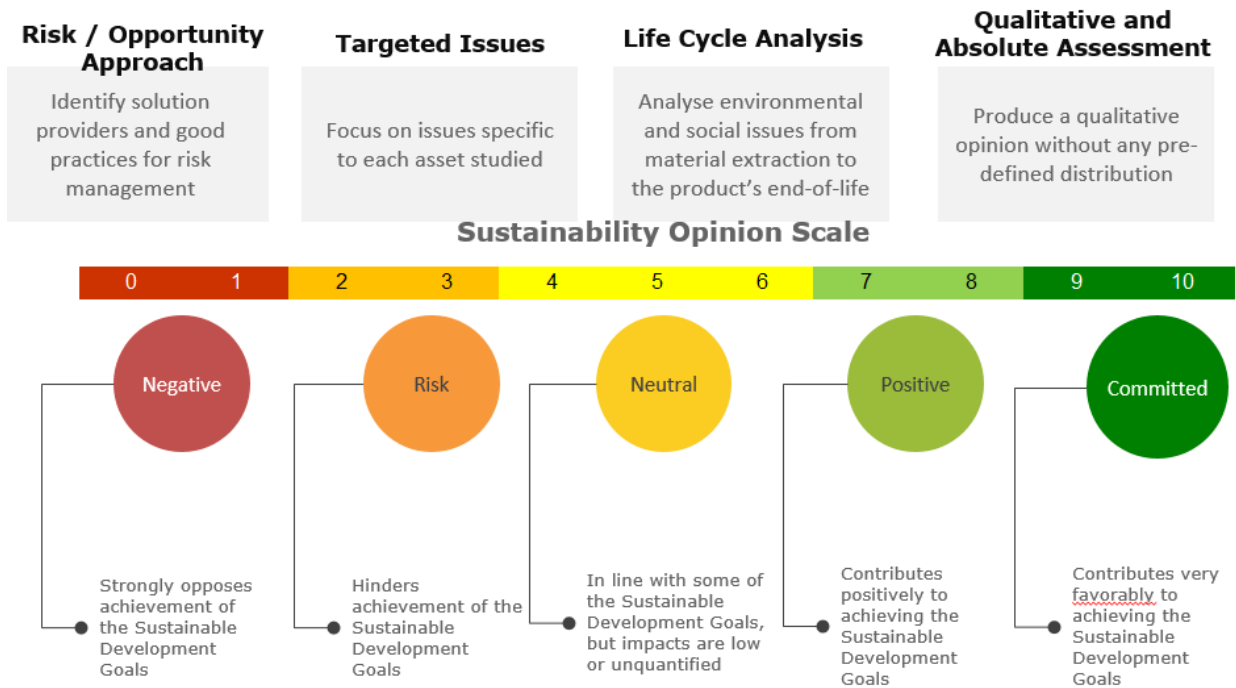 Risk / Opportunity
Approach
Identify solution
providers and good
practices for risk
management
Targeted Issues
Focus on issues specific
to each asset studied
Life Cycle Analysis
Analyse environmental
and social issues from
material extraction to
the product's end-of-life
Qualitative and
Absolute Assessment
Produce a qualitative
opinion without any pre-
defined distribution
Sustainability Opinion Scale
0 1 2 3 4 5 6 7 8 9 10
Negative
Risk
Neutral
Positive
Committed
Strongly opposes
achievement of
the Sustainable
Development
Goals
Hinders
achievement of the
Sustainable
Development
Goals
In line with some of
the Sustainable
Development Goals,
but impacts are low
or unquantified
Contributes
positively to
achieving the
Sustainable
Development
Goals
Contributes very
favorably to
achieving the
Sustainable
Development
Goals